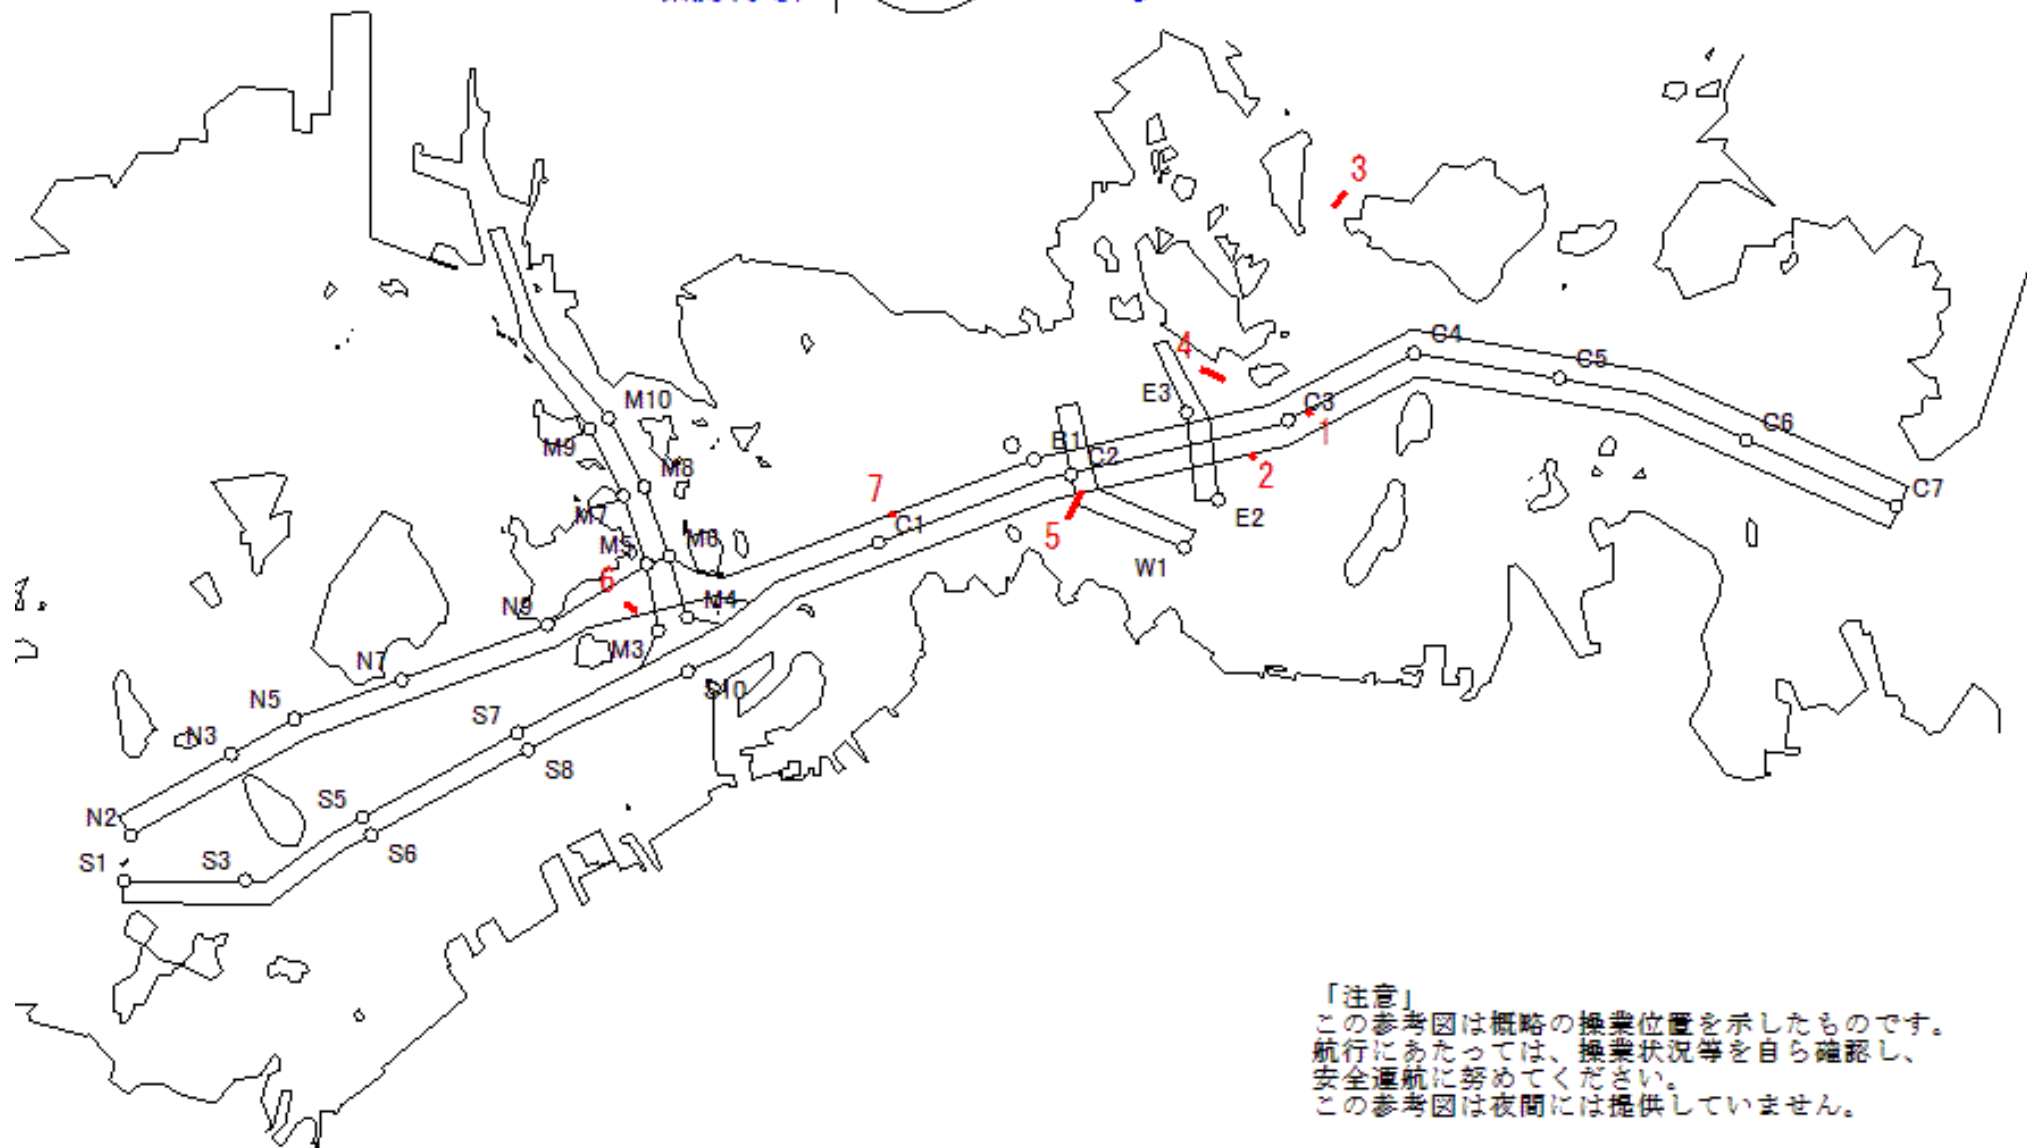 3
C4
4
C5
E3
C3
M10
C6
1
M9
B1
C2
M8
2
7
C7
M7
C1
E2
5
M5
M6
W1
6
N9
M4
M3
N7
S10
N5
S7
N3
S8
S5
N2
S6
S1
S3
「注意」
この参考図は概略の操業位置を示したものです。
航行にあたっては、操業状況等を自ら確認し、
安全運航に努めてください。
この参考図は夜間には提供していません。